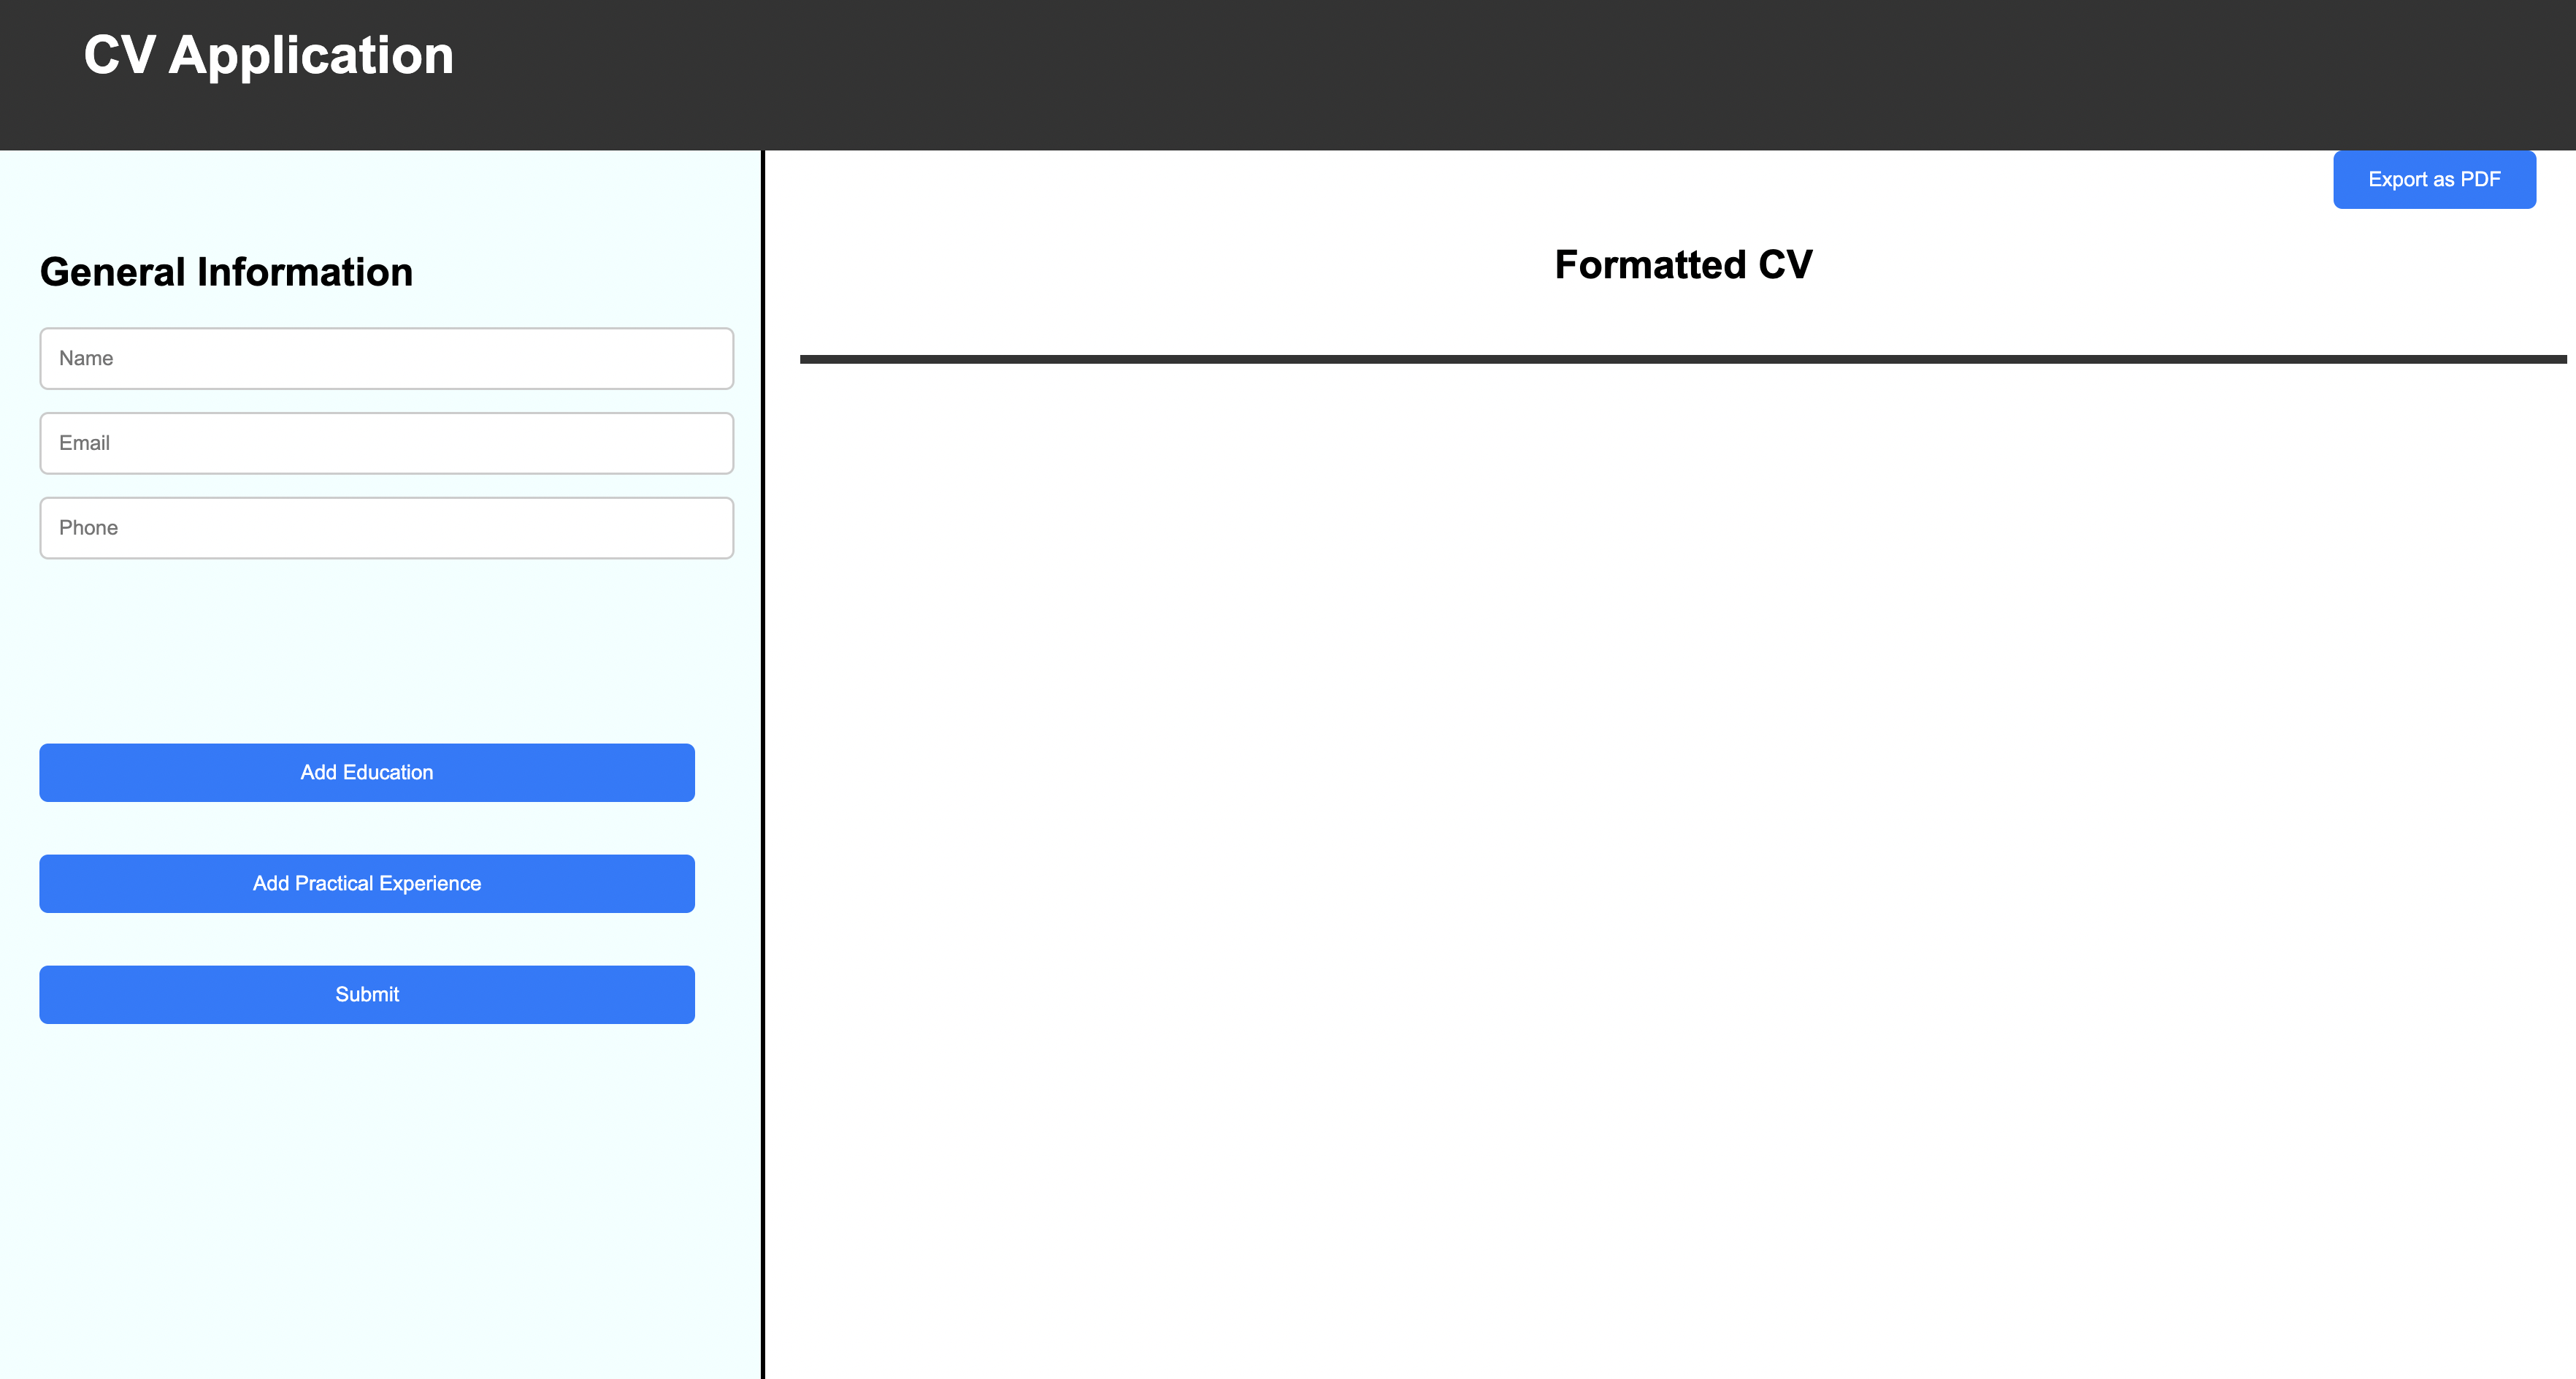 CV Application
Export as PDF
General Information
Formatted CV
Name
Email
Phone
Add Education
Add Practical Experience
Submit